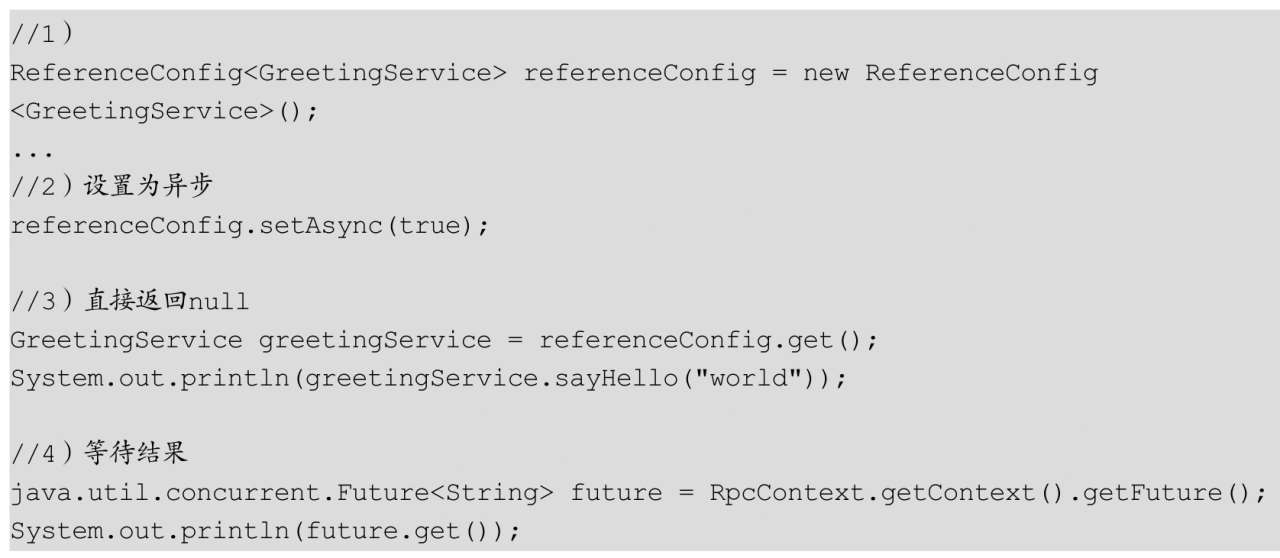 //1）
ReferenceConfig<GreetingService> referenceConfig = new ReferenceConfig
<GreetingService>();
...
//2）设置为异步
referenceConfig.setAsync(true);
//3）直接返回null
GreetingService greetingService = referenceConfig.get();
System.out.println(greetingService.sayHello("world"));
//4）等待结果
java.util.concurrent.Future<String> future = RpcContext.getContext().getFuture();
System.out.println(future.get());